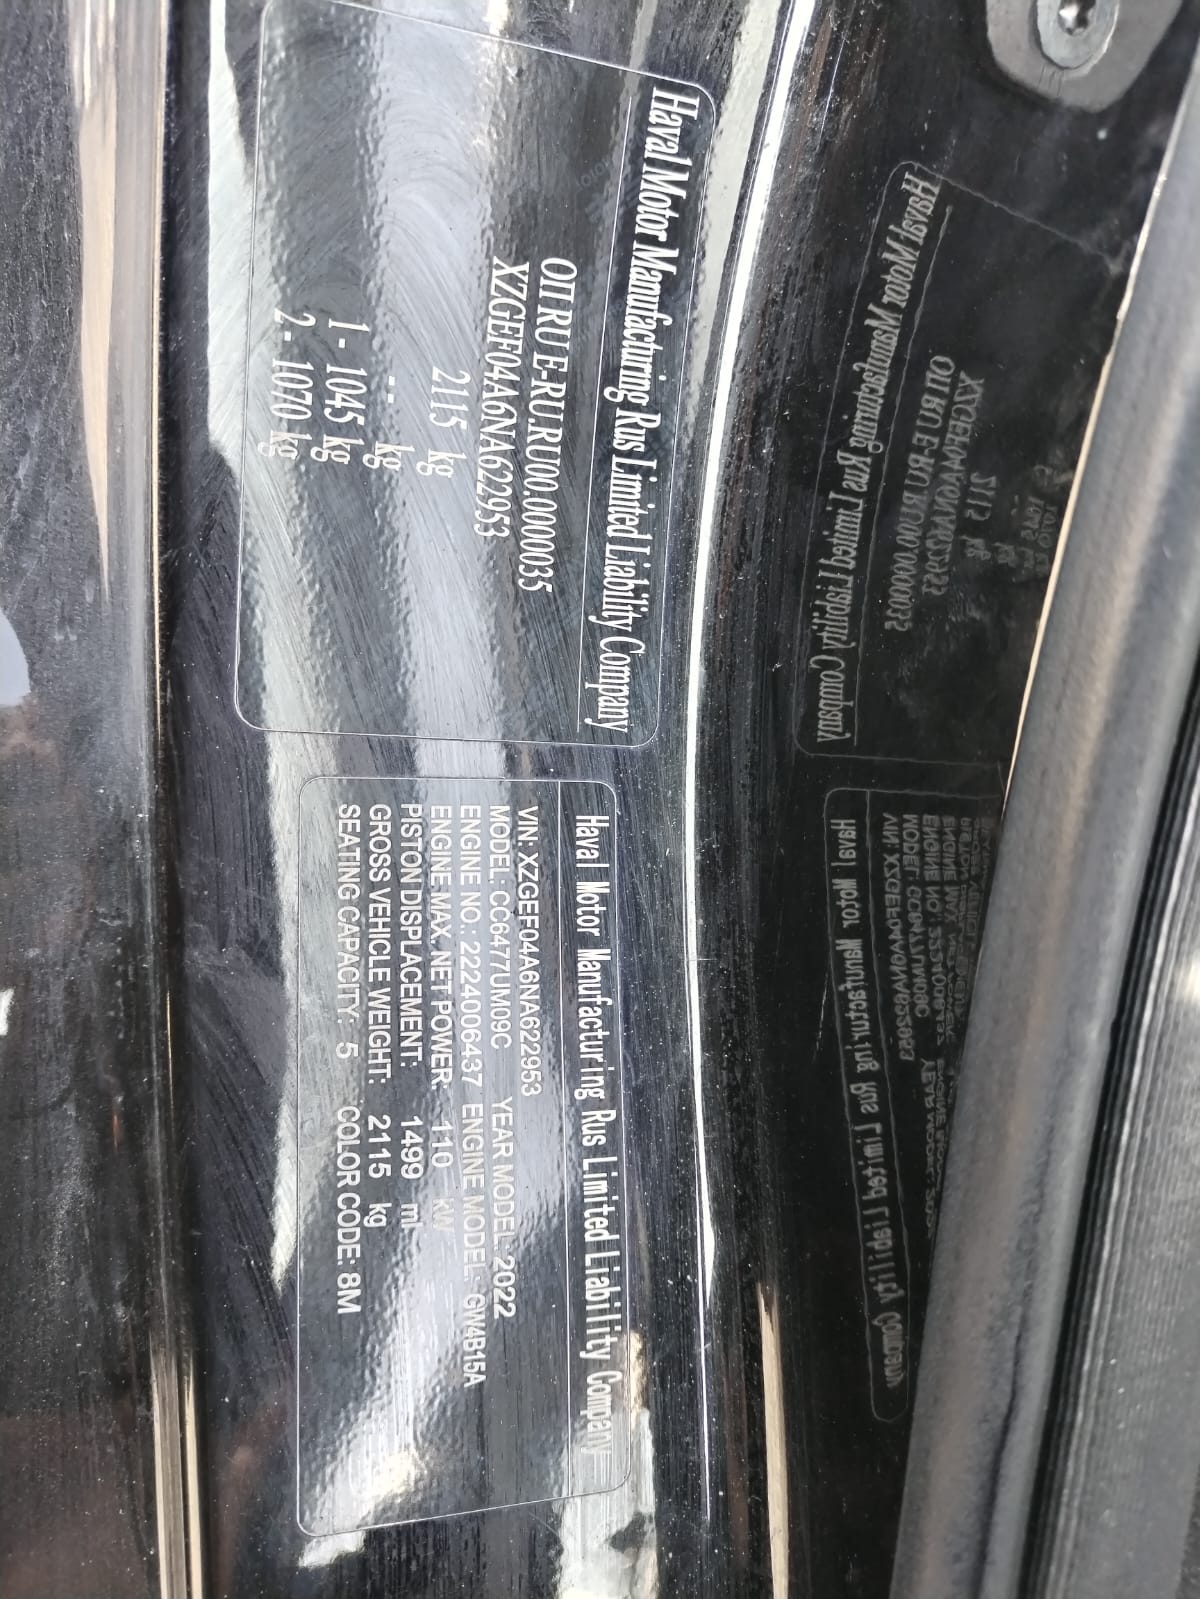 Haval Motor Manufacturing Rus Limited Liability Company
ОП RU E-RU.RU00.0000035
XZGEF04A6NA622953
2115 kg
-- kg
1 - 1045 kg
2 - 1070 kg
Haval Motor Manufacturing Rus Limited Liability Company
VIN: XZGEF04A6NA622953
MODEL: CC6477UM09C YEAR MODEL: 2022
ENGINE NO.: 2224006437 ENGINE MODEL: GW4B15A
ENGINE MAX. NET POWER: 110 kW
PISTON DISPLACEMENT: 1499 ml
GROSS VEHICLE WEIGHT: 2115 kg
SEATING CAPACITY: 5 COLOR CODE: 8M